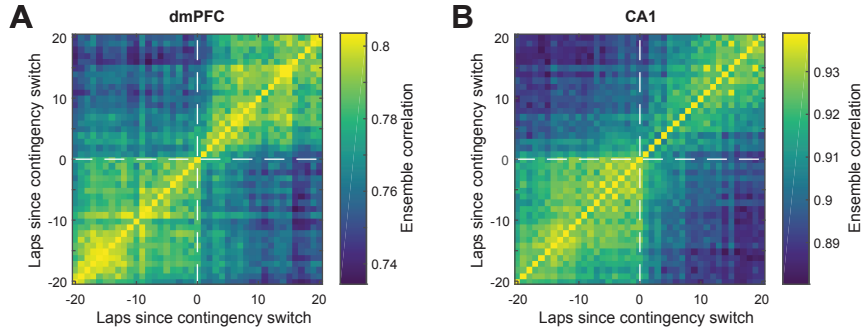 A
dmPFC
20
10
0
-10
-20
Laps since contingency switch
-20
-10
0
10
20
Laps since contingency switch
0.8
0.78
0.76
0.74
Ensemble correlation
B
CA1
20
10
0
-10
-20
Laps since contingency switch
-20
-10
0
10
20
Laps since contingency switch
0.93
0.92
0.91
0.9
0.89
Ensemble correlation